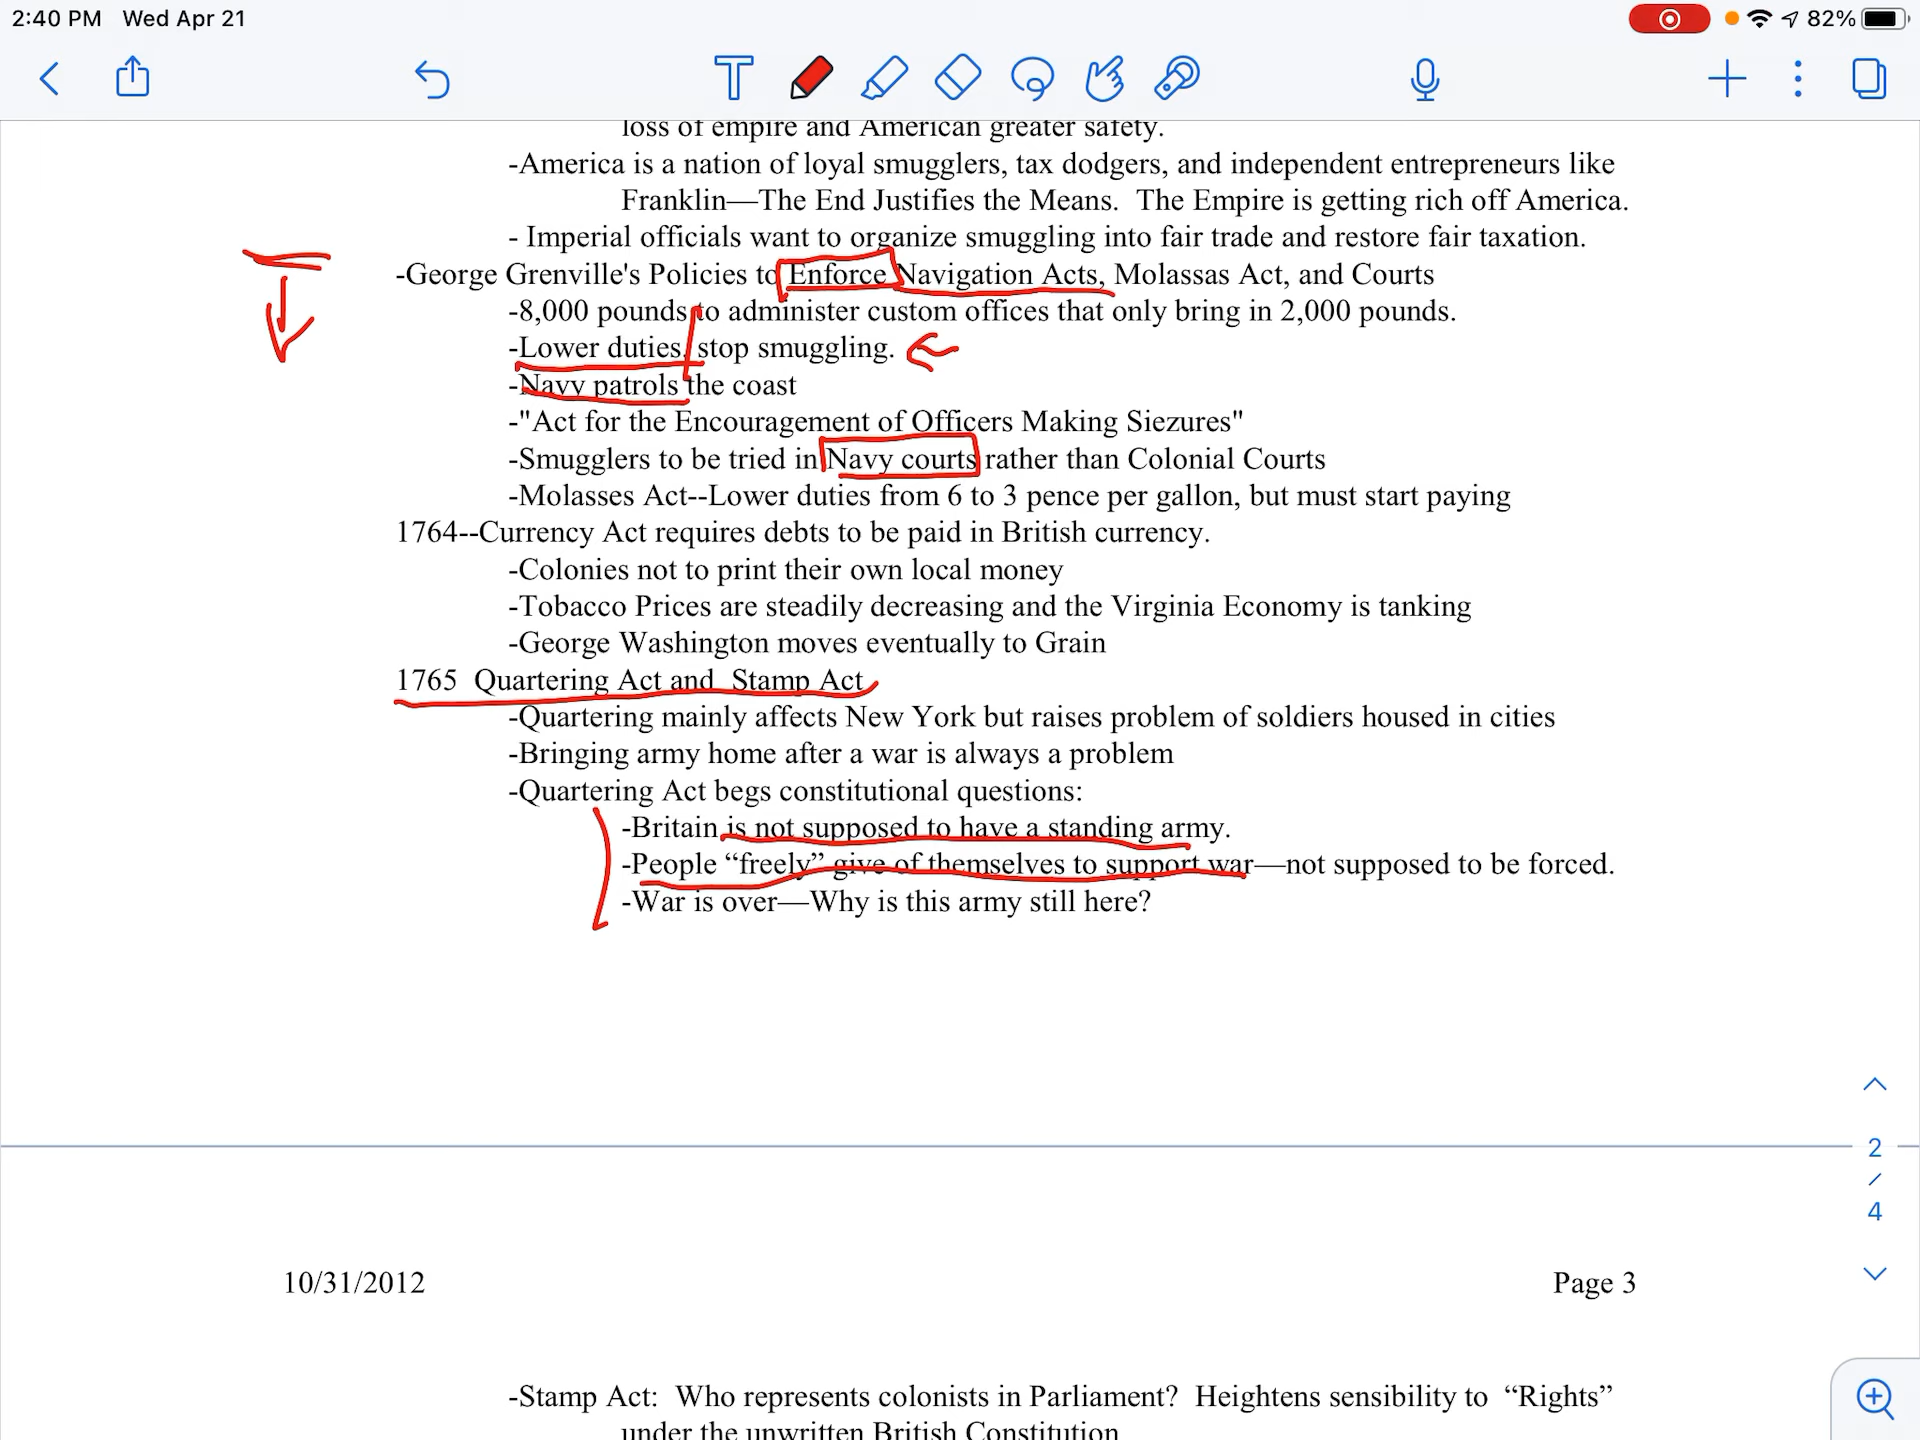 2:40 PM Wed Apr 21
82%
loss of empire and American greater safety.
-America is a nation of loyal smugglers, tax dodgers, and independent entrepreneurs like
Franklin—The End Justifies the Means. The Empire is getting rich off America.
- Imperial officials want to organize smuggling into fair trade and restore fair taxation.
-George Grenville's Policies to Enforce Navigation Acts, Molassas Act, and Courts
-8,000 pounds to administer custom offices that only bring in 2,000 pounds.
-Lower duties, stop smuggling.
-Navy patrols the coast
-"Act for the Encouragement of Officers Making Siezures"
-Smugglers to be tried in Navy courts rather than Colonial Courts
-Molasses Act--Lower duties from 6 to 3 pence per gallon, but must start paying
1764--Currency Act requires debts to be paid in British currency.
-Colonies not to print their own local money
-Tobacco Prices are steadily decreasing and the Virginia Economy is tanking
-George Washington moves eventually to Grain
1765 Quartering Act and Stamp Act
-Quartering mainly affects New York but raises problem of soldiers housed in cities
-Bringing army home after a war is always a problem
-Quartering Act begs constitutional questions:
-Britain is not supposed to have a standing army.
-People “freely” give of themselves to support war—not supposed to be forced.
-War is over—Why is this army still here?
2
/
4
10/31/2012 Page 3
-Stamp Act: Who represents colonists in Parliament? Heightens sensibility to “Rights”
under the unwritten British Constitution